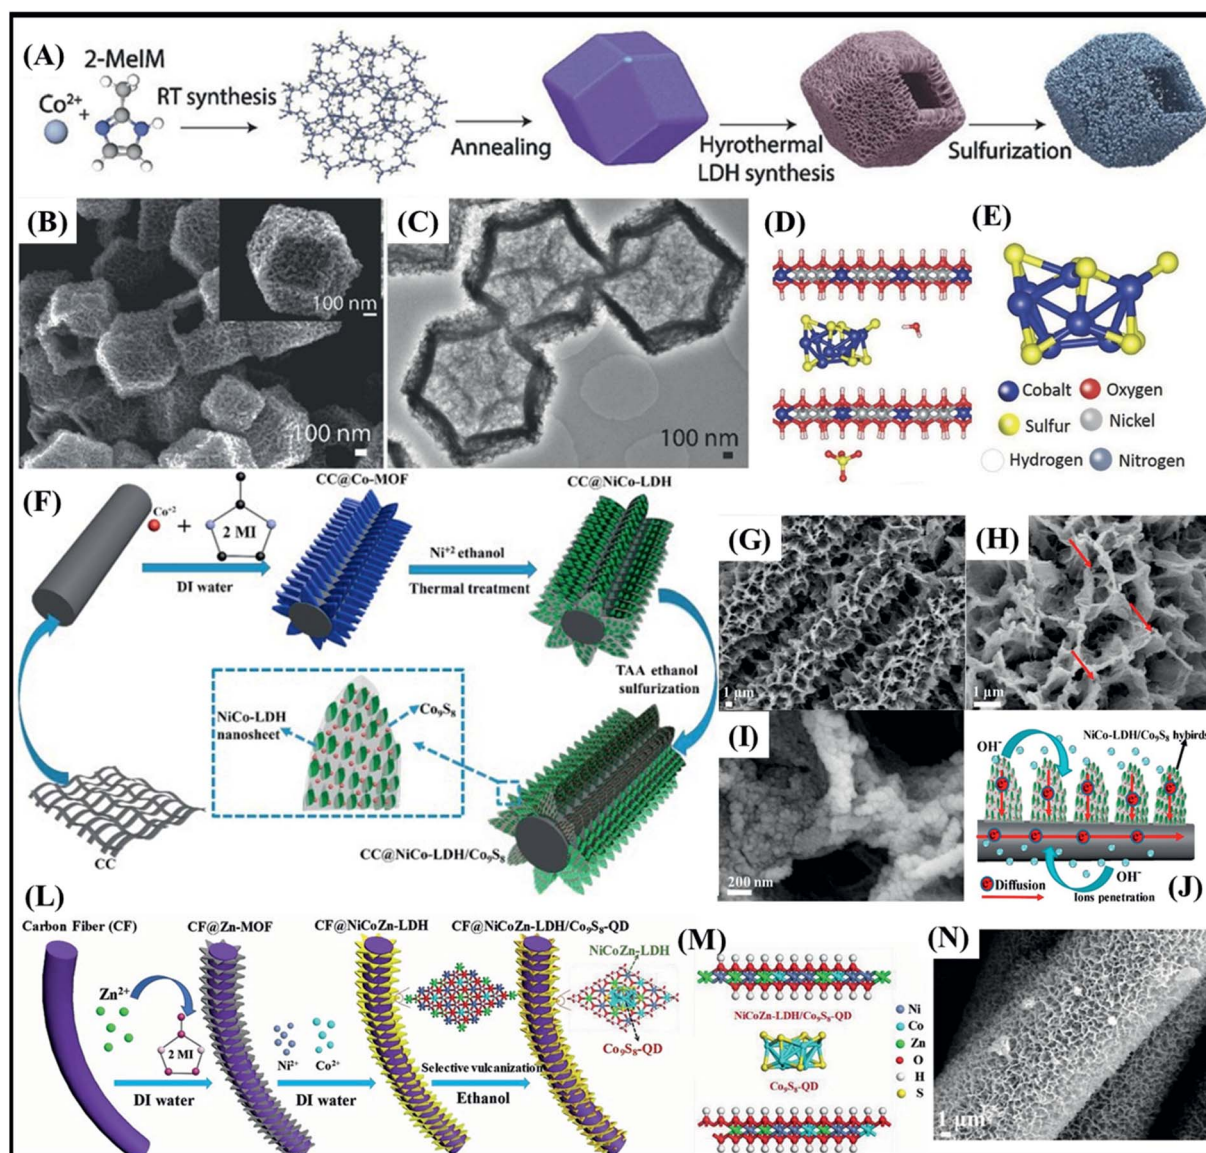 (A)
2-MeIM
Co²⁺
+
RT synthesis
Annealing
Hyrothermal
LDH synthesis
Sulfurization
(B)
100 nm
100 nm
(C)
100 nm
(D)
(E)
Cobalt
Oxygen
Sulfur
Nickel
Hydrogen
Nitrogen
(F)
Co⁺²
+
2 MI
DI water
CC@Co-MOF
Ni⁺² ethanol
Thermal treatment
CC@NiCo-LDH
TAA ethanol
sulfurization
NiCo-LDH
nanosheet
Co₉S₈
CC
CC@NiCo-LDH/Co₉S₈
(G)
1 μm
(H)
1 μm
(I)
200 nm
OH⁻
NiCo-LDH/Co₉S₈ hybirds
Diffusion
OH⁻
Ions penetration
(J)
(L)
Carbon Fiber (CF)
CF@Zn-MOF
CF@NiCoZn-LDH
CF@NiCoZn-LDH/Co₉S₈-QD
Zn²⁺
2 MI
DI water
Ni²⁺
Co²⁺
DI water
Selective vulcanization
Ethanol
NiCoZn-LDH
Co₉S₈-QD
(M)
NiCoZn-LDH/Co₉S₈-QD
Co₉S₈-QD
Ni
Co
Zn
O
H
S
(N)
1 μm